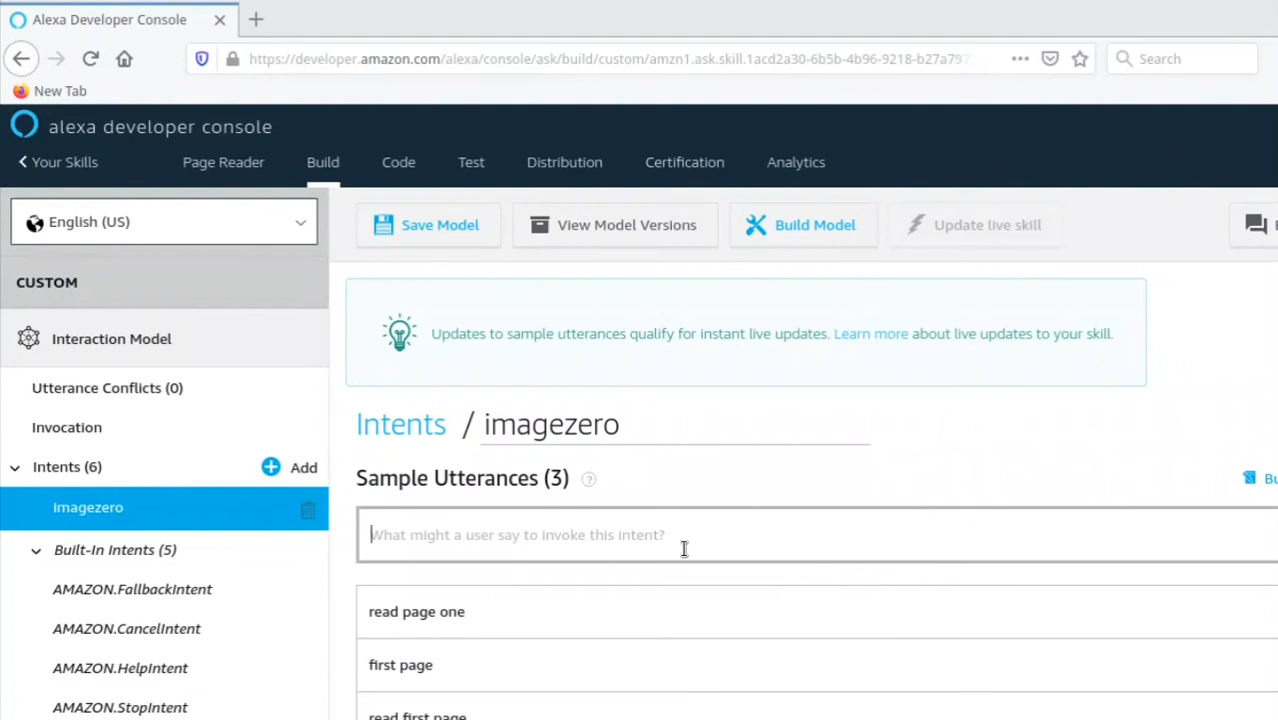 Alexa Developer Console
https://developer.amazon.com/alexa/console/ask/build/custom/amzn1.ask.skill.1acd2a30-6b5b-4b96-9218-b27a797
Search
New Tab
alexa developer console
Your Skills
Page Reader
Build
Code
Test
Distribution
Certification
Analytics
English (US)
Save Model
View Model Versions
Build Model
Update live skill
CUSTOM
Interaction Model
Updates to sample utterances qualify for instant live updates. Learn more about live updates to your skill.
Utterance Conflicts (0)
Invocation
Intents / imagezero
Intents (6)
Add
Sample Utterances (3) ?
Bu
imagezero
What might a user say to invoke this intent?
Built-In Intents (5)
AMAZON.FallbackIntent
read page one
AMAZON.CancelIntent
AMAZON.HelpIntent
first page
AMAZON.StopIntent
read first page